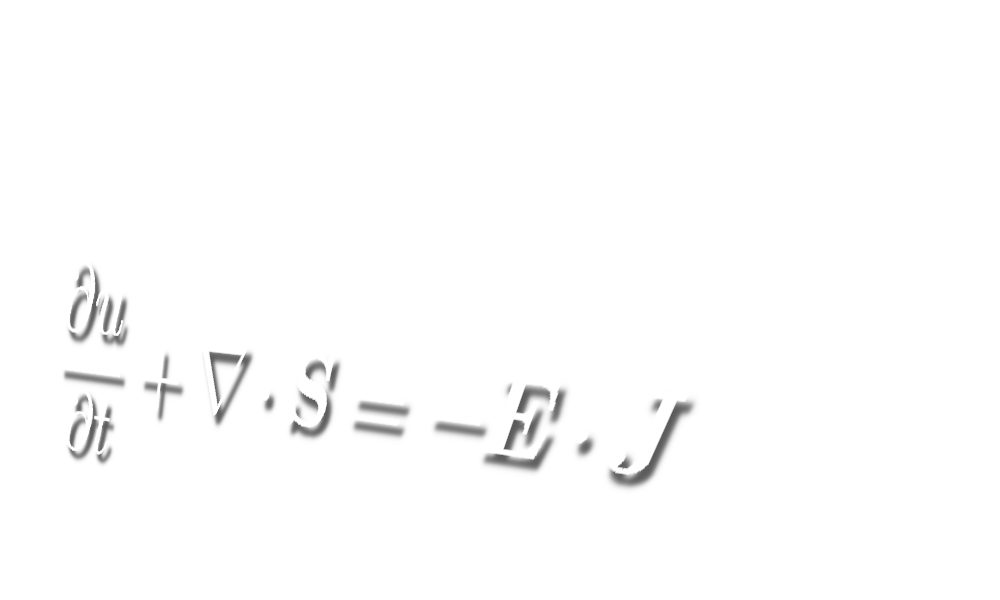 ∂u/∂t + ∇ · S = −E · J